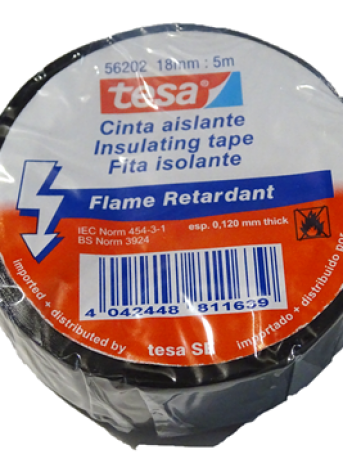 56202 18mm : 5m
tesa
Cinta aislante
Insulating tape
Fita isolante
Flame Retardant
IEC Norm 454-3-1
BS Norm 3924
esp. 0,120 mm thick
4 042448 811639
imported + distributed by
tesa SE
importado + distribuido por